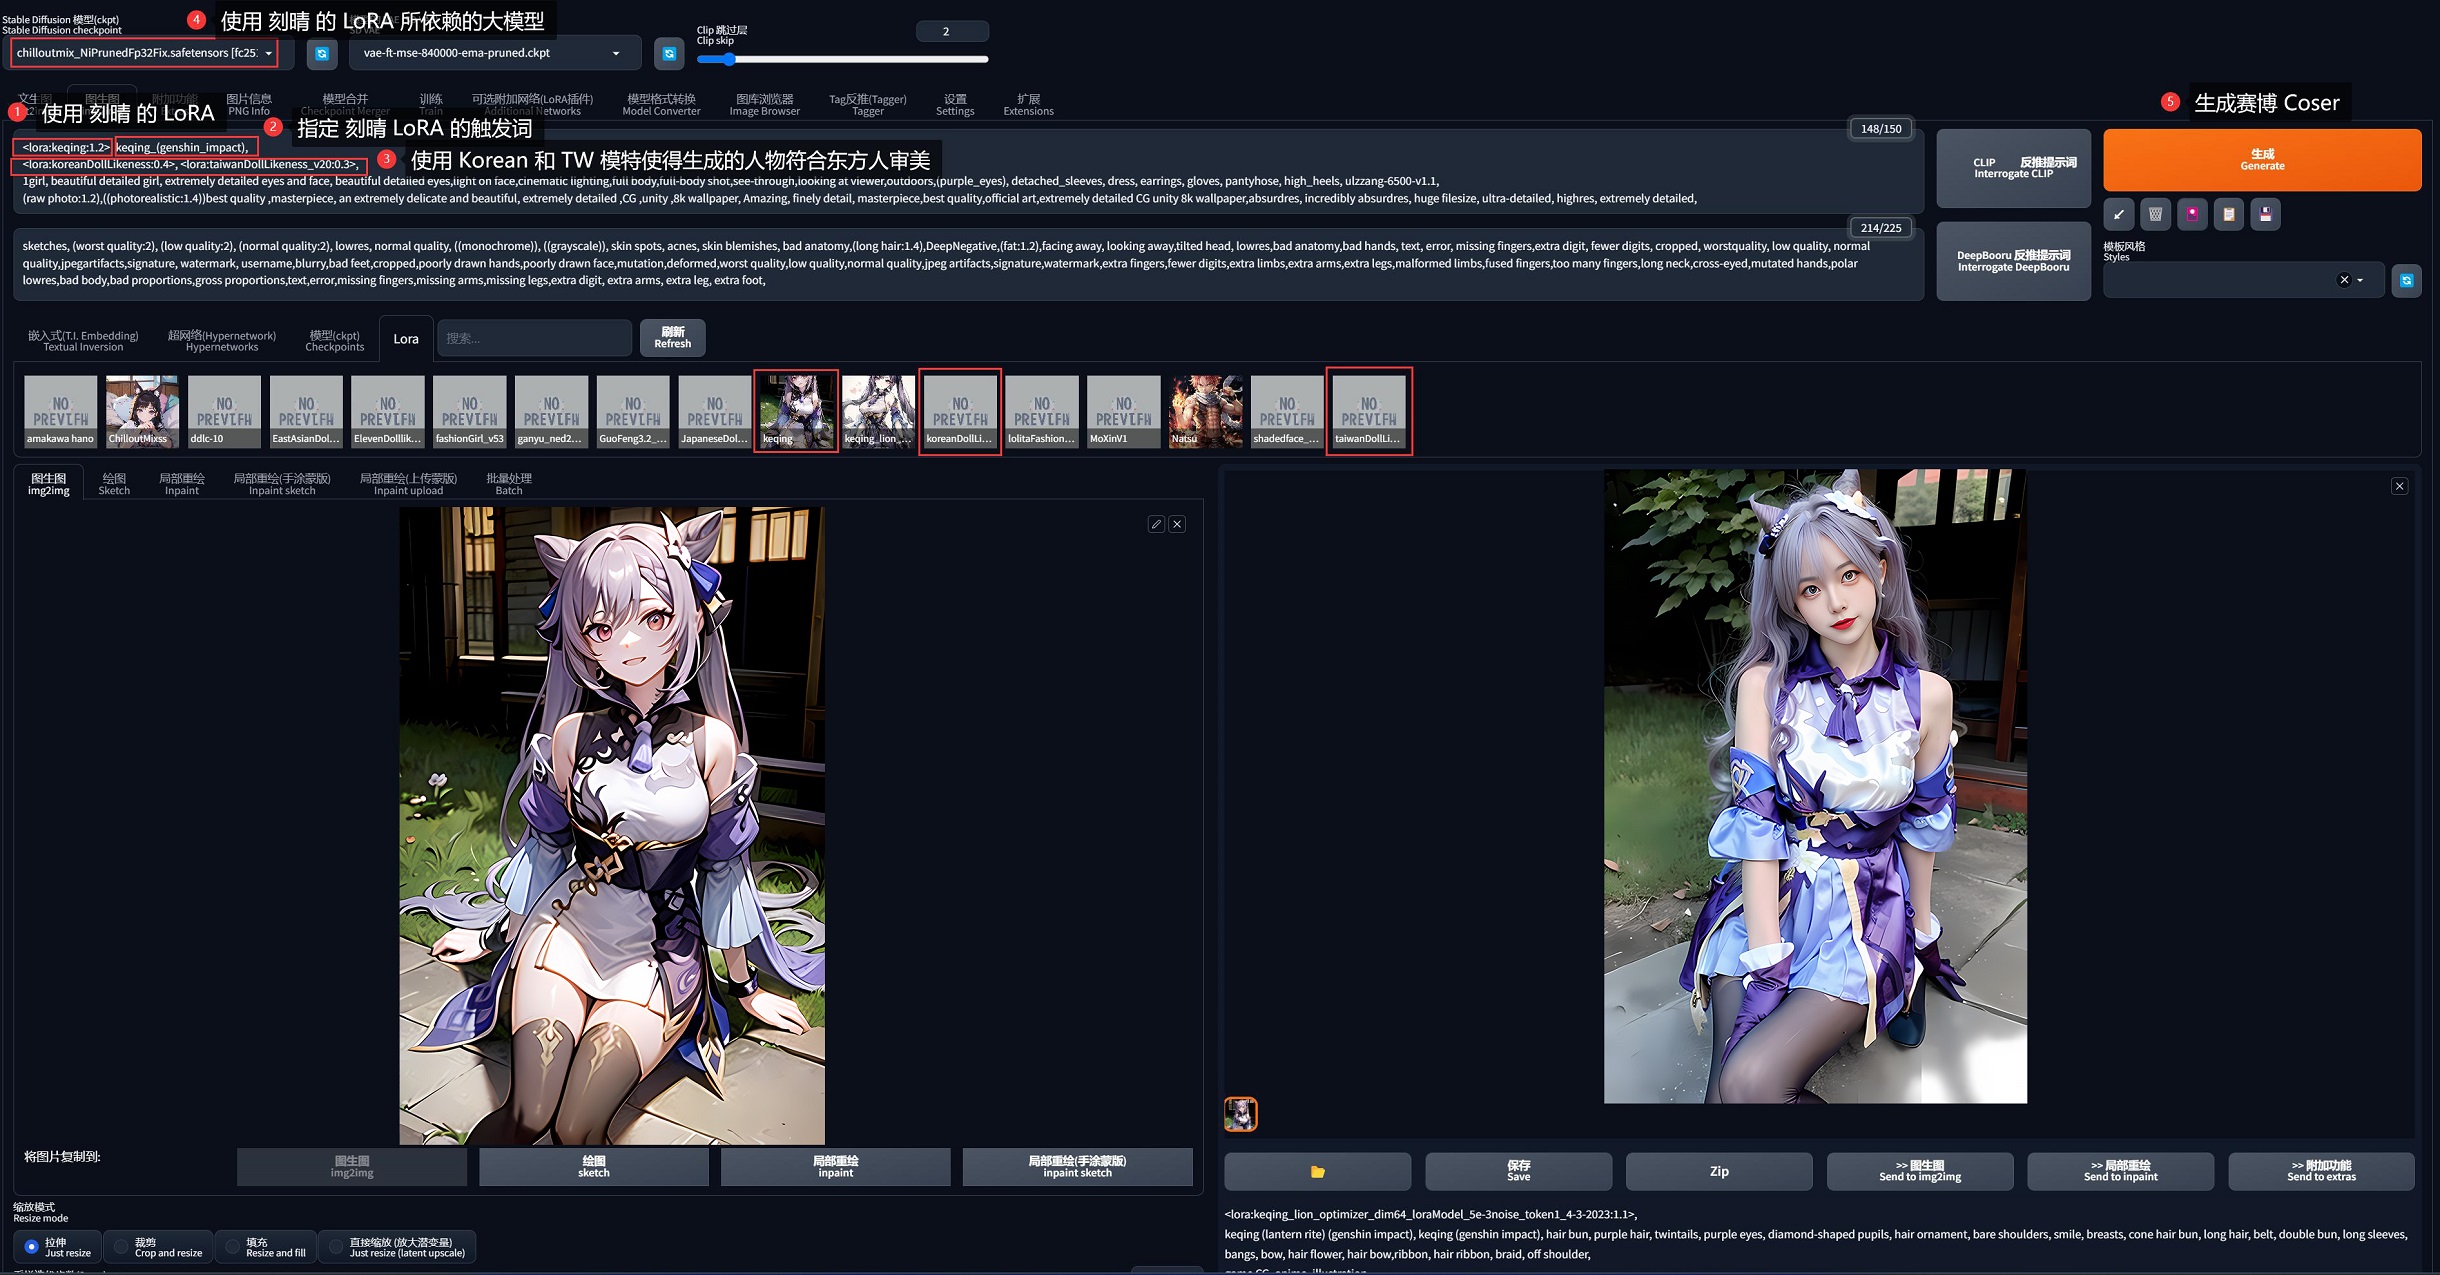 Stable Diffusion 模型(ckpt)
Stable Diffusion checkpoint
4 使用 刻晴 的 LoRA 所依赖的大模型
chilloutmix_NiPrunedFp32Fix.safetensors [fc25:
vae-ft-mse-840000-ema-pruned.ckpt
Clip 跳过层
Clip skip
2
图片信息
PNG Info
模型合并
Checkpoint Merger
训练
Train
可选附加网络(LoRA插件)
Additional Networks
模型格式转换
Model Converter
图库浏览器
Image Browser
Tag反推(Tagger)
Tagger
设置
Settings
扩展
Extensions
1 使用 刻晴 的 LoRA
2 指定 刻晴 LoRA 的触发词
3 使用 Korean 和 TW 模特使得生成的人物符合东方人审美
5 生成赛博 Coser
148/150
<lora:keqing:1.2> keqing_(genshin_impact),
<lora:koreanDollLikeness:0.4>, <lora:taiwanDollLikeness_v20:0.3>,
1girl, beautiful detailed girl, extremely detailed eyes and face, beautiful detailed eyes,light on face,cinematic lighting,full body,full-body shot,see-through,looking at viewer,outdoors,(purple_eyes), detached_sleeves, dress, earrings, gloves, pantyhose, high_heels, ulzzang-6500-v1.1,
(raw photo:1.2),((photorealistic:1.4))best quality ,masterpiece, an extremely delicate and beautiful, extremely detailed ,CG ,unity ,8k wallpaper, Amazing, finely detail, masterpiece,best quality,official art,extremely detailed CG unity 8k wallpaper,absurdres, incredibly absurdres, huge filesize, ultra-detailed, highres, extremely detailed,
214/225
sketches, (worst quality:2), (low quality:2), (normal quality:2), lowres, normal quality, ((monochrome)), ((grayscale)), skin spots, acnes, skin blemishes, bad anatomy,(long hair:1.4),DeepNegative,(fat:1.2),facing away, looking away,tilted head, lowres,bad anatomy,bad hands, text, error, missing fingers,extra digit, fewer digits, cropped, worstquality, low quality, normal
quality,jpegartifacts,signature, watermark, username,blurry,bad feet,cropped,poorly drawn hands,poorly drawn face,mutation,deformed,worst quality,low quality,normal quality,jpeg artifacts,signature,watermark,extra fingers,fewer digits,extra limbs,extra arms,extra legs,malformed limbs,fused fingers,too many fingers,long neck,cross-eyed,mutated hands,polar
lowres,bad body,bad proportions,gross proportions,text,error,missing fingers,missing arms,missing legs,extra digit, extra arms, extra leg, extra foot,
CLIP 反推提示词
Interrogate CLIP
DeepBooru 反推提示词
Interrogate DeepBooru
生成
Generate
模板风格
Styles
嵌入式(T.I. Embedding)
Textual Inversion
超网络(Hypernetwork)
Hypernetworks
模型(ckpt)
Checkpoints
Lora
搜索...
刷新
Refresh
NO PREVIEW
amakawa hano
ChilloutMixss
NO PREVIEW
ddlc-10
NO PREVIEW
EastAsianDol...
NO PREVIEW
ElevenDolllik...
NO PREVIEW
fashionGirl_v53
NO PREVIEW
ganyu_ned2...
NO PREVIEW
GuoFeng3.2_...
NO PREVIEW
JapaneseDol...
keqing
keqing_lion_...
NO PREVIEW
koreanDollLi...
NO PREVIEW
lolitaFashion...
NO PREVIEW
MoXinV1
Natsu
NO PREVIEW
shadedface_...
NO PREVIEW
taiwanDollLi...
图生图
img2img
绘图
Sketch
局部重绘
Inpaint
局部重绘(手涂蒙版)
Inpaint sketch
局部重绘(上传蒙版)
Inpaint upload
批量处理
Batch
将图片复制到:
图生图
img2img
绘图
sketch
局部重绘
inpaint
局部重绘(手涂蒙版)
inpaint sketch
缩放模式
Resize mode
拉伸
Just resize
裁剪
Crop and resize
填充
Resize and fill
直接缩放 (放大潜变量)
Just resize (latent upscale)
保存
Save
Zip
>> 图生图
Send to img2img
>> 局部重绘
Send to inpaint
>> 附加功能
Send to extras
<lora:keqing_lion_optimizer_dim64_loraModel_5e-3noise_token1_4-3-2023:1.1>,
keqing (lantern rite) (genshin impact), keqing (genshin impact), hair bun, purple hair, twintails, purple eyes, diamond-shaped pupils, hair ornament, bare shoulders, smile, breasts, cone hair bun, long hair, belt, double bun, long sleeves,
bangs, bow, hair flower, hair bow,ribbon, hair ribbon, braid, off shoulder,